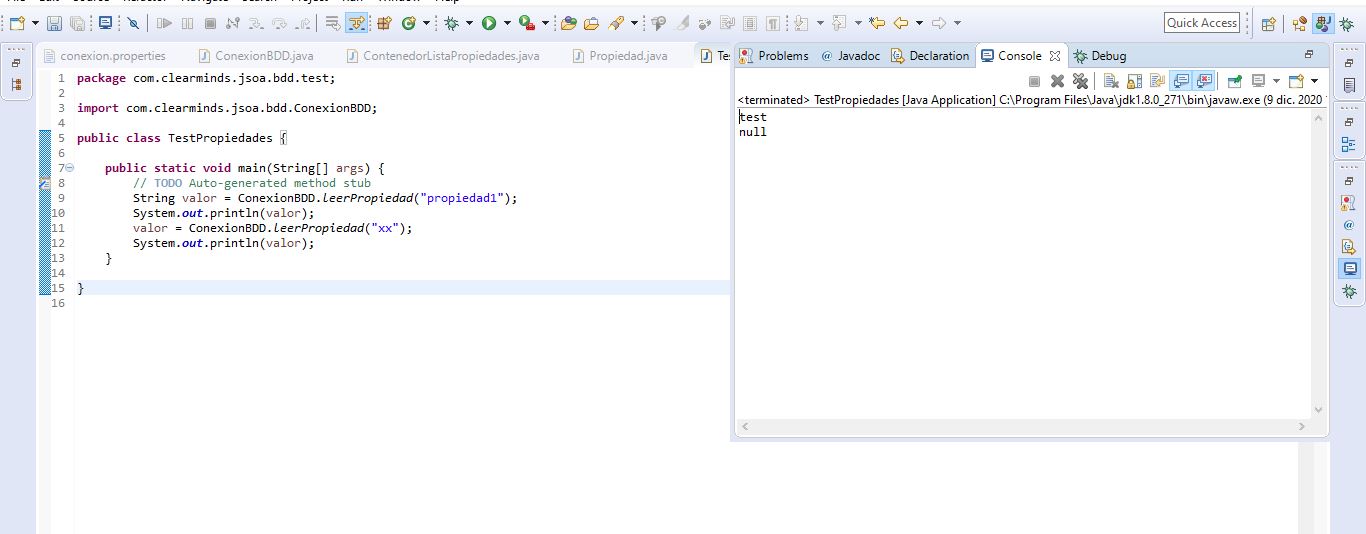 Quick Access
conexion.properties
ConexionBDD.java
ContenedorListaPropiedades.java
Propiedad.java
Te
1 package com.clearminds.jsoa.bdd.test;
2
3 import com.clearminds.jsoa.bdd.ConexionBDD;
4
5 public class TestPropiedades {
6
7 public static void main(String[] args) {
8 // TODO Auto-generated method stub
9 String valor = ConexionBDD.leerPropiedad("propiedad1");
10 System.out.println(valor);
11 valor = ConexionBDD.leerPropiedad("xx");
12 System.out.println(valor);
13 }
14
15 }
16
Problems @ Javadoc Declaration Console Debug
<terminated> TestPropiedades [Java Application] C:\Program Files\Java\jdk1.8.0_271\bin\javaw.exe (9 dic. 2020
test
null